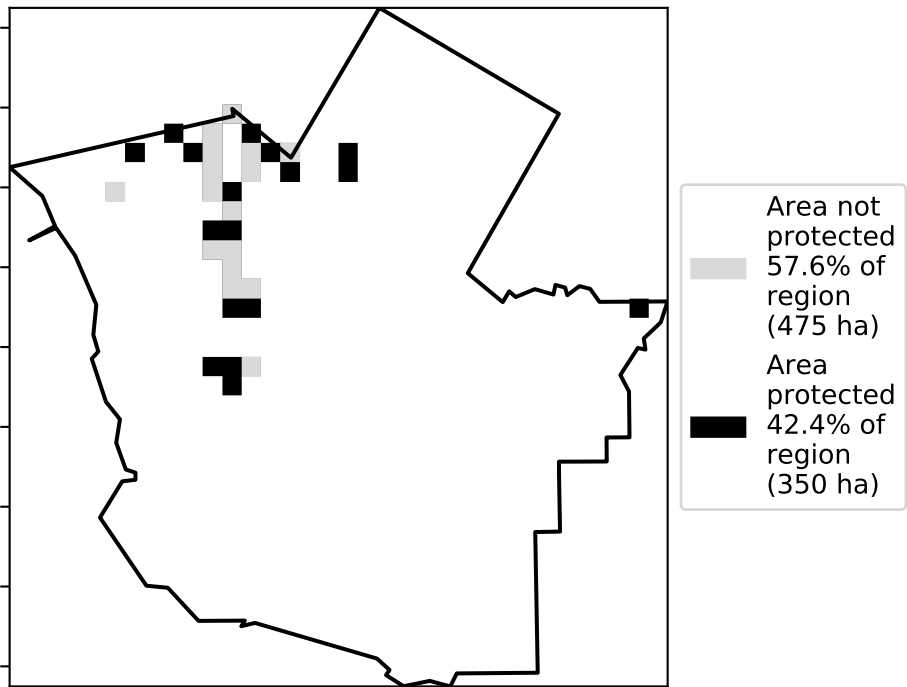 Area not
protected
57.6% of
region
(475 ha)
Area
protected
42.4% of
region
(350 ha)